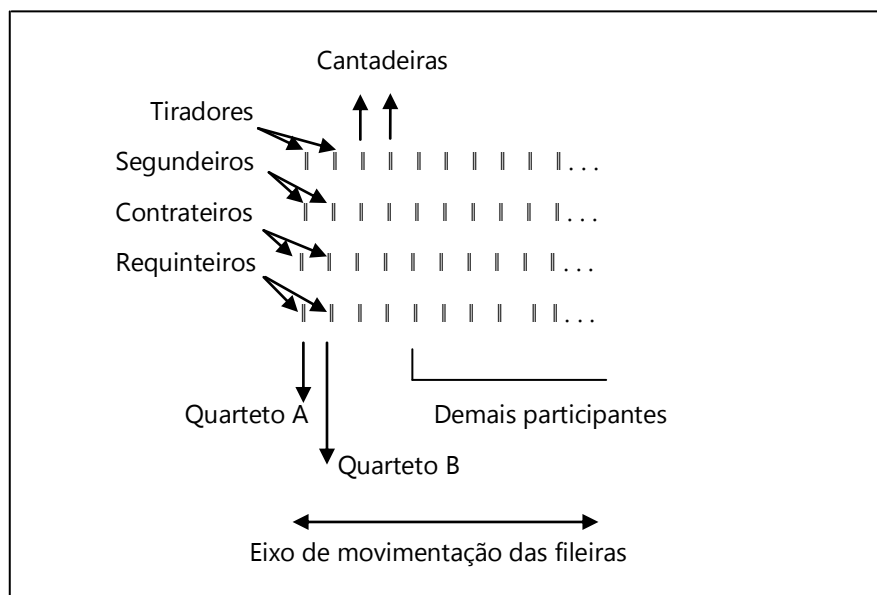 Cantadeiras
Tiradores
Segundeiros
. . .
Contrateiros
. . .
Requinteiros
. . .
. . .
Quarteto A
Demais participantes
Quarteto B
Eixo de movimentação das fileiras